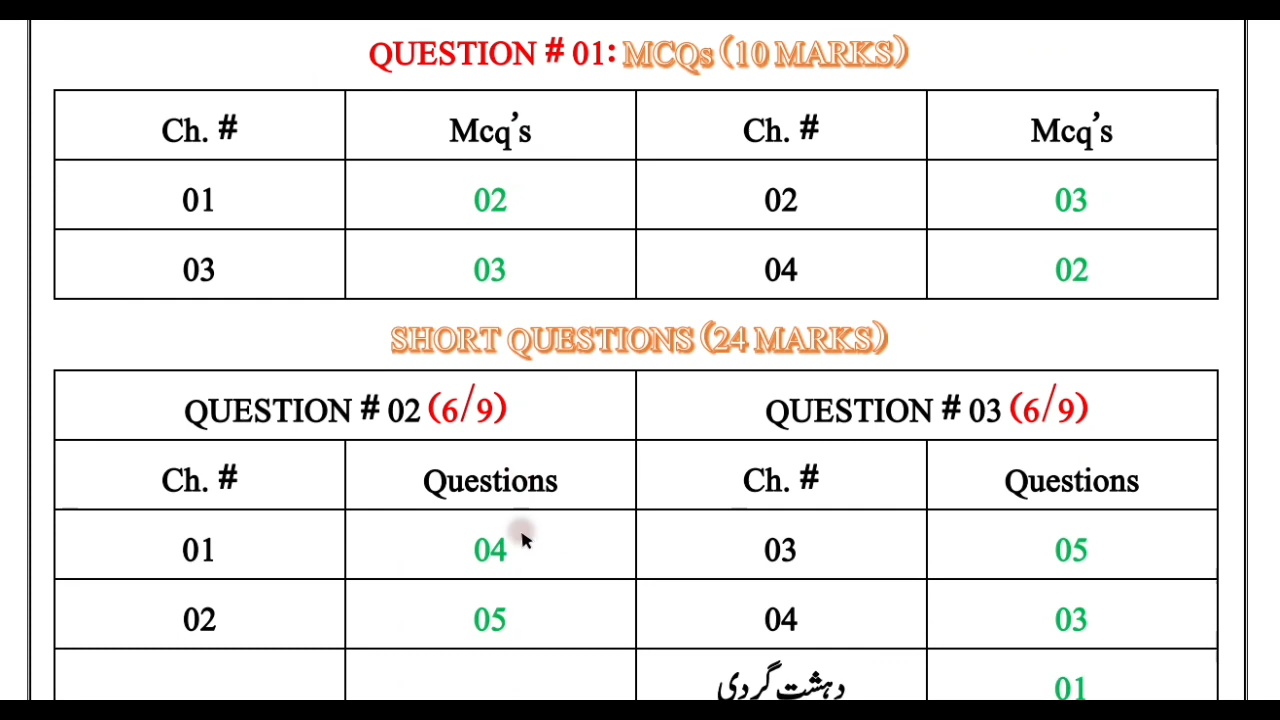 QUESTION # 01: MCQs (10 MARKS)
Ch. # Mcq's Ch. # Mcq's
01 02 02 03
03 03 04 02
SHORT QUESTIONS (24 MARKS)
QUESTION # 02 (6/9) QUESTION # 03 (6/9)
Ch. # Questions Ch. # Questions
01 04 03 05
02 05 04 03
دہشت گردی 01